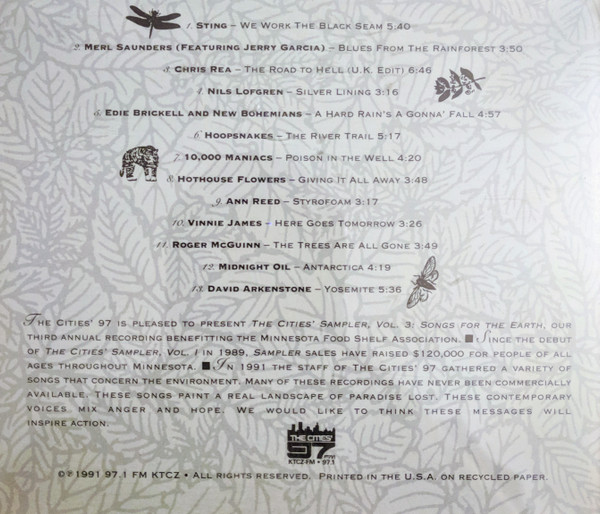 1. Sting – We Work The Black Seam 5:40
2. Merl Saunders (Featuring Jerry Garcia) – Blues From The Rainforest 3:50
3. Chris Rea – The Road to Hell (U.K. Edit) 6:46
4. Nils Lofgren – Silver Lining 3:16
5. Edie Brickell and New Bohemians – A Hard Rain's A Gonna' Fall 4:57
6. Hoopsnakes – The River Trail 5:17
7. 10,000 Maniacs – Poison in the Well 4:20
8. Hothouse Flowers – Giving It All Away 3:48
9. Ann Reed – Styrofoam 3:17
10. Vinnie James – Here Goes Tomorrow 3:26
11. Roger McGuinn – The Trees Are All Gone 3:49
12. Midnight Oil – Antarctica 4:19
13. David Arkenstone – Yosemite 5:36
The Cities' 97 is pleased to present The Cities' Sampler, Vol. 3: Songs for the Earth, our
third annual recording benefitting the Minnesota Food Shelf Association. ■ Since the debut
of The Cities' Sampler, Vol. 1 in 1989, Sampler sales have raised $120,000 for people of all
ages throughout Minnesota. ■ In 1991 the staff of The Cities' 97 gathered a variety of
songs that concern the environment. Many of these recordings have never been commercially
available. These songs paint a real landscape of paradise lost. These contemporary
voices mix anger and hope. We would like to think these messages will
inspire action.
THE CITIES'
97
KTCZ-FM • 97.1
©℗ 1991 97.1 FM KTCZ • All rights reserved. Printed in the U.S.A. on recycled paper.